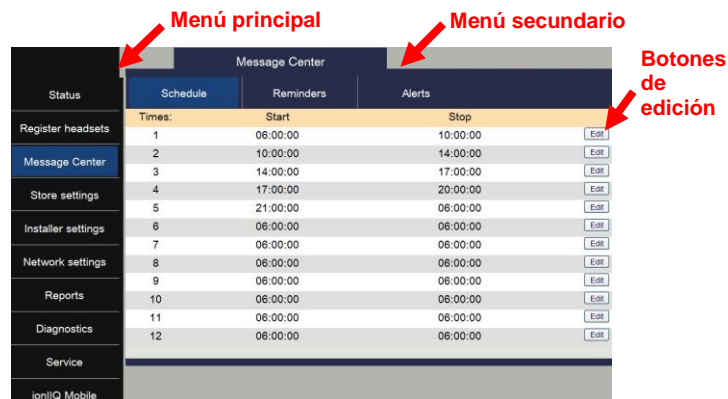 Menú principal
Menú secundario
Botones
de
edición
Message Center
Status
Register headsets
Message Center
Store settings
Installer settings
Network settings
Reports
Diagnostics
Service
ionIIQ Mobile
Schedule Reminders Alerts
Times: Start Stop
1 06:00:00 10:00:00 Edit
2 10:00:00 14:00:00 Edit
3 14:00:00 17:00:00 Edit
4 17:00:00 20:00:00 Edit
5 21:00:00 06:00:00 Edit
6 06:00:00 06:00:00 Edit
7 06:00:00 06:00:00 Edit
8 06:00:00 06:00:00 Edit
9 06:00:00 06:00:00 Edit
10 06:00:00 06:00:00 Edit
11 06:00:00 06:00:00 Edit
12 06:00:00 06:00:00 Edit